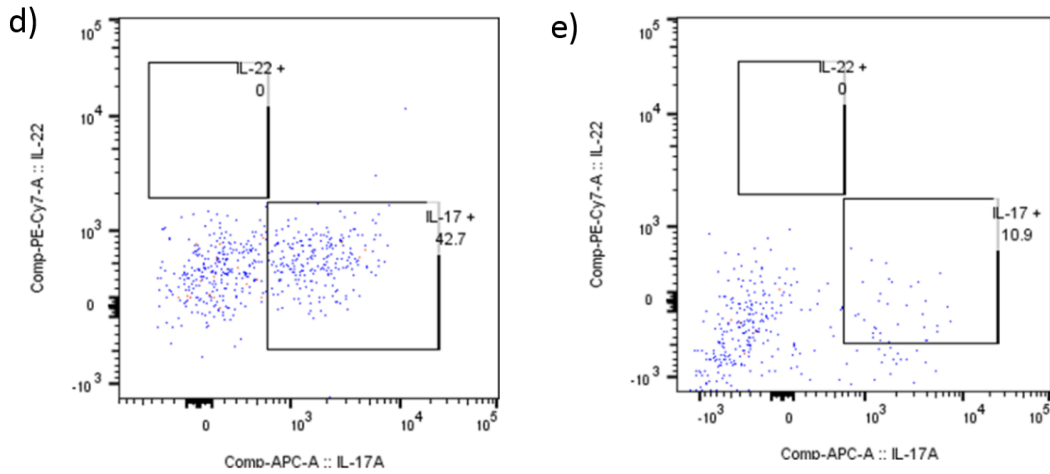 d)
10^5
10^4
10^3
0
-10^3
Comp-PE-Cy7-A :: IL-22
IL-22 +
0
IL-17 +
42.7
0
10^3
10^4
10^5
Comp-APC-A :: IL-17A
e)
10^5
10^4
10^3
0
-10^3
Comp-PE-Cy7-A :: IL-22
IL-22 +
0
IL-17 +
10.9
-10^3
0
10^3
10^4
10^5
Comp-APC-A :: IL-17A